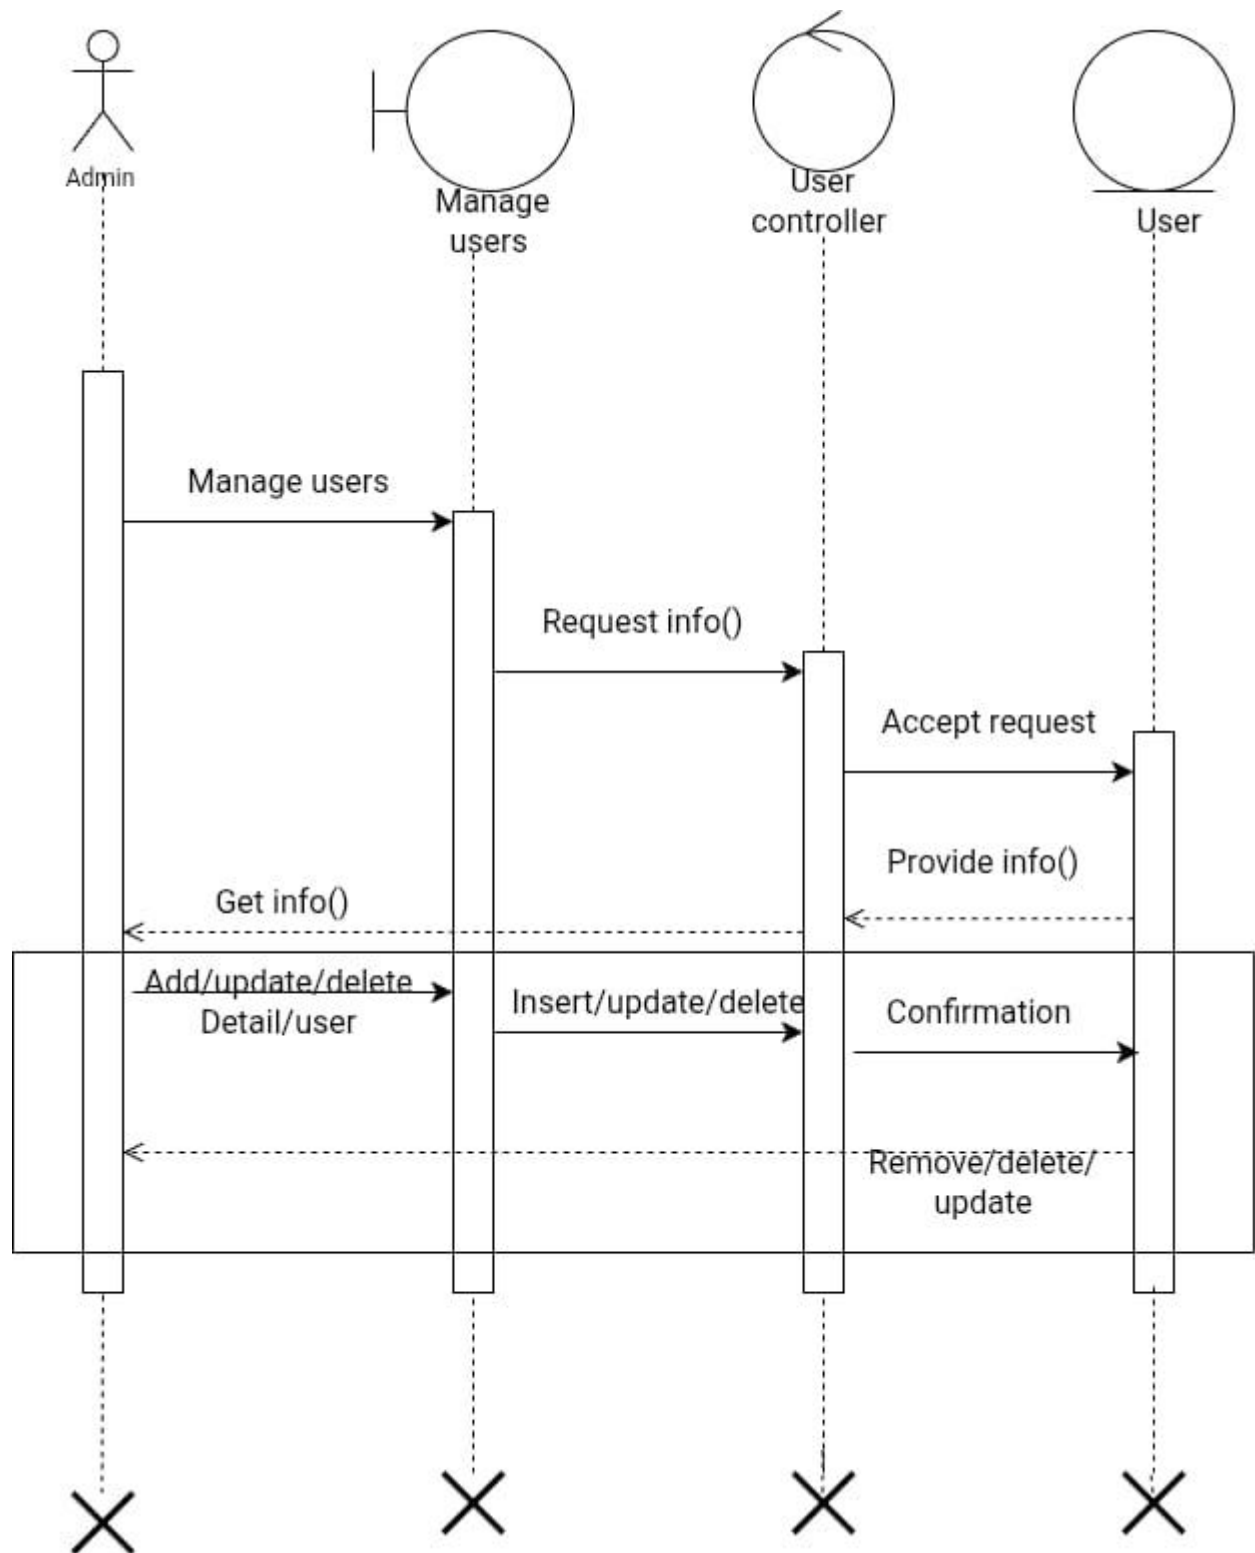 Admin
Manage
users
User
controller
User
Manage users
Request info()
Accept request
Provide info()
Get info()
Add/update/delete
Detail/user
Insert/update/delete
Confirmation
Remove/delete/
update